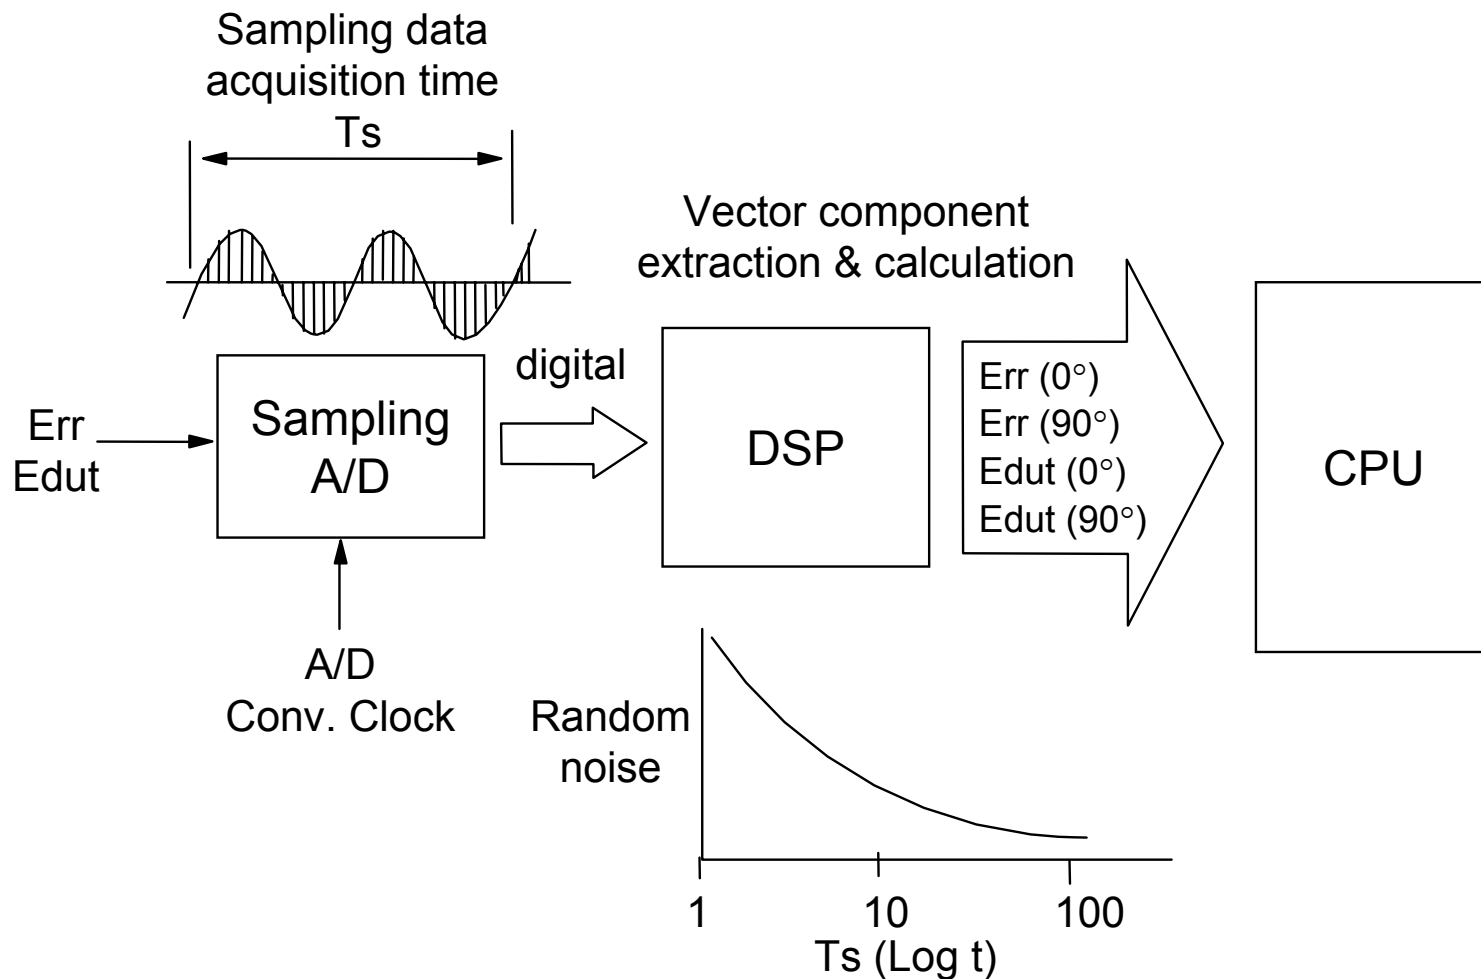 Sampling data
acquisition time
Ts
Vector component
extraction & calculation
digital
Err
Edut
Sampling
A/D
DSP
Err (0°)
Err (90°)
Edut (0°)
Edut (90°)
CPU
A/D
Conv. Clock
Random
noise
1 10 100
Ts (Log t)